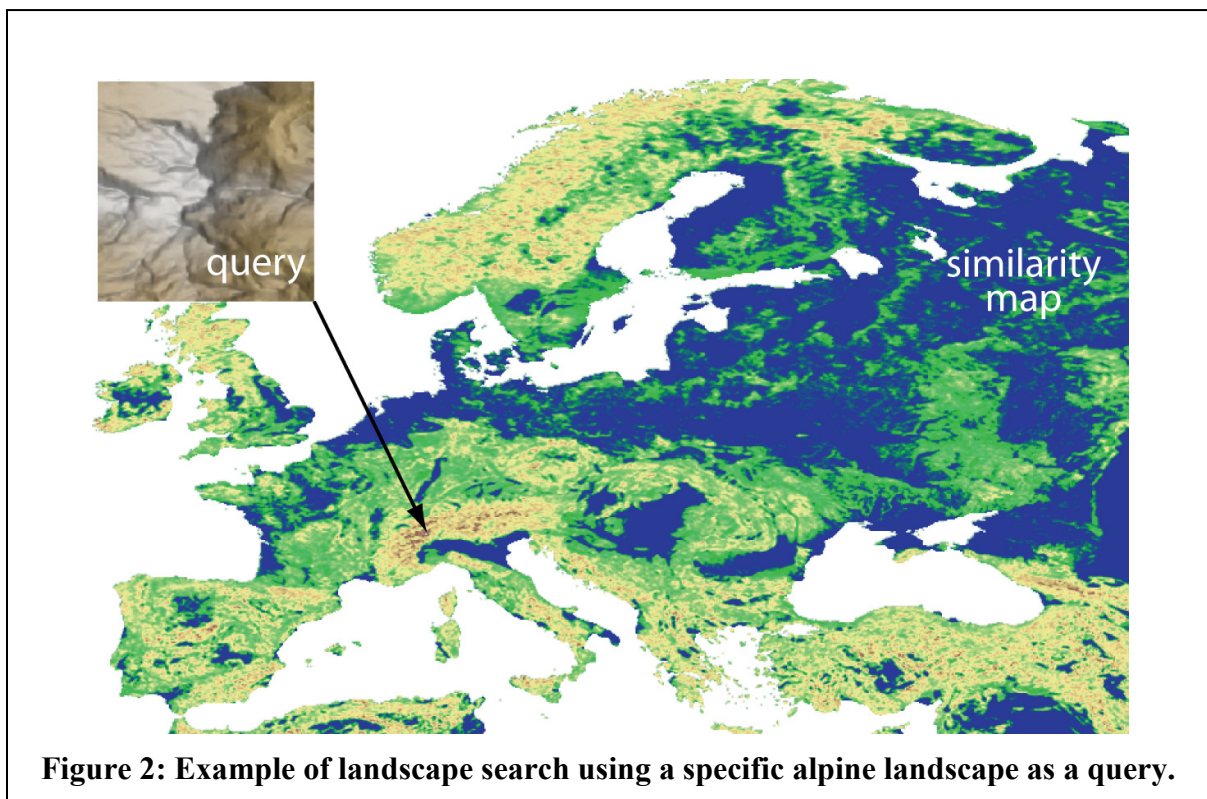 query
similarity
map
Figure 2: Example of landscape search using a specific alpine landscape as a query.